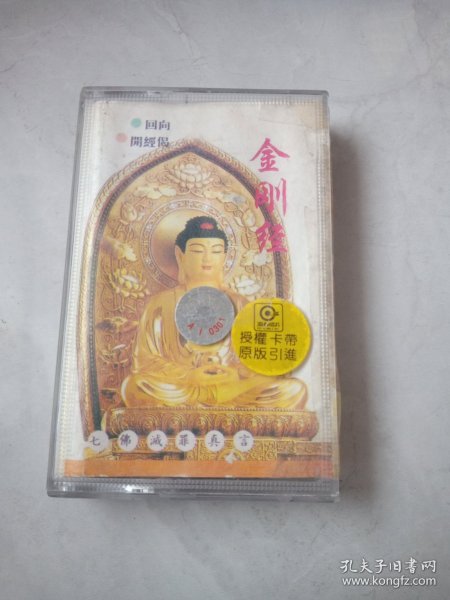 回向
開經偈
金剛經
A I 0301
授權卡帶
原版引進
七佛滅罪真言
孔夫子旧书网
www.kongfz.com